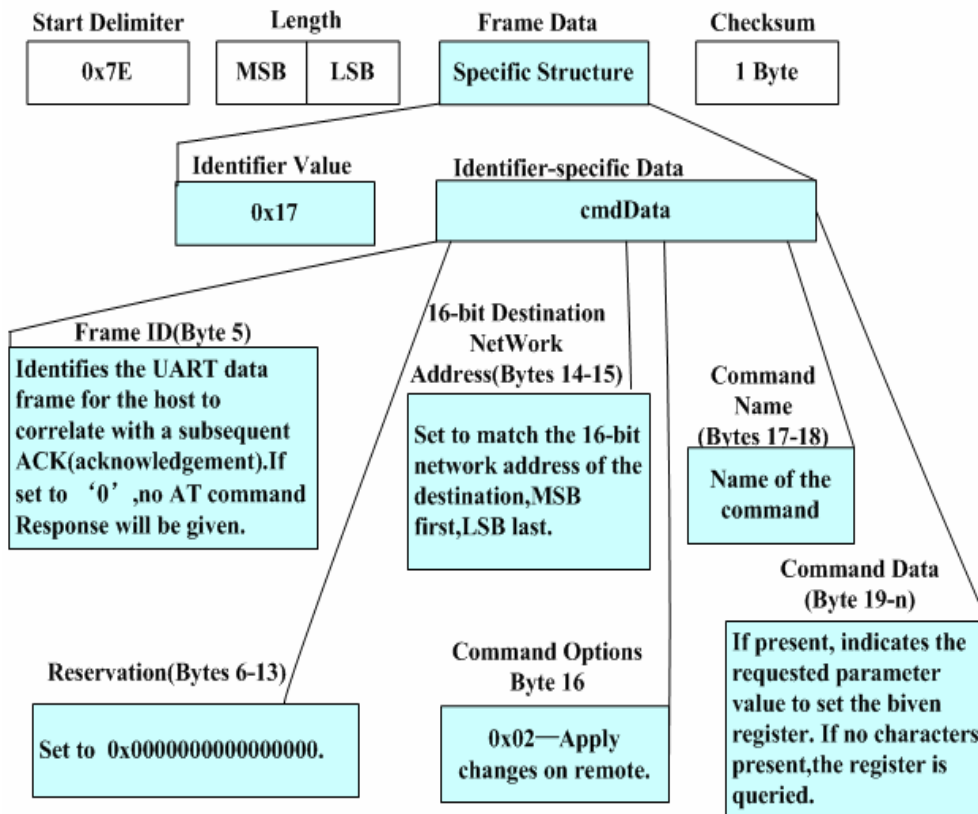 Start Delimiter
Length
Frame Data
Checksum
0x7E
MSB
LSB
Specific Structure
1 Byte
Identifier Value
Identifier-specific Data
0x17
cmdData
Frame ID(Byte 5)
Identifies the UART data
frame for the host to
correlate with a subsequent
ACK(acknowledgement).If
set to ‘0’ ,no AT command
Response will be given.
16-bit Destination
NetWork
Address(Bytes 14-15)
Set to match the 16-bit
network address of the
destination,MSB
first,LSB last.
Command
Name
(Bytes 17-18)
Name of the
command
Reservation(Bytes 6-13)
Set to 0x0000000000000000.
Command Options
Byte 16
0x02—Apply
changes on remote.
Command Data
(Byte 19-n)
If present, indicates the
requested parameter
value to set the biven
register. If no characters
present,the register is
queried.